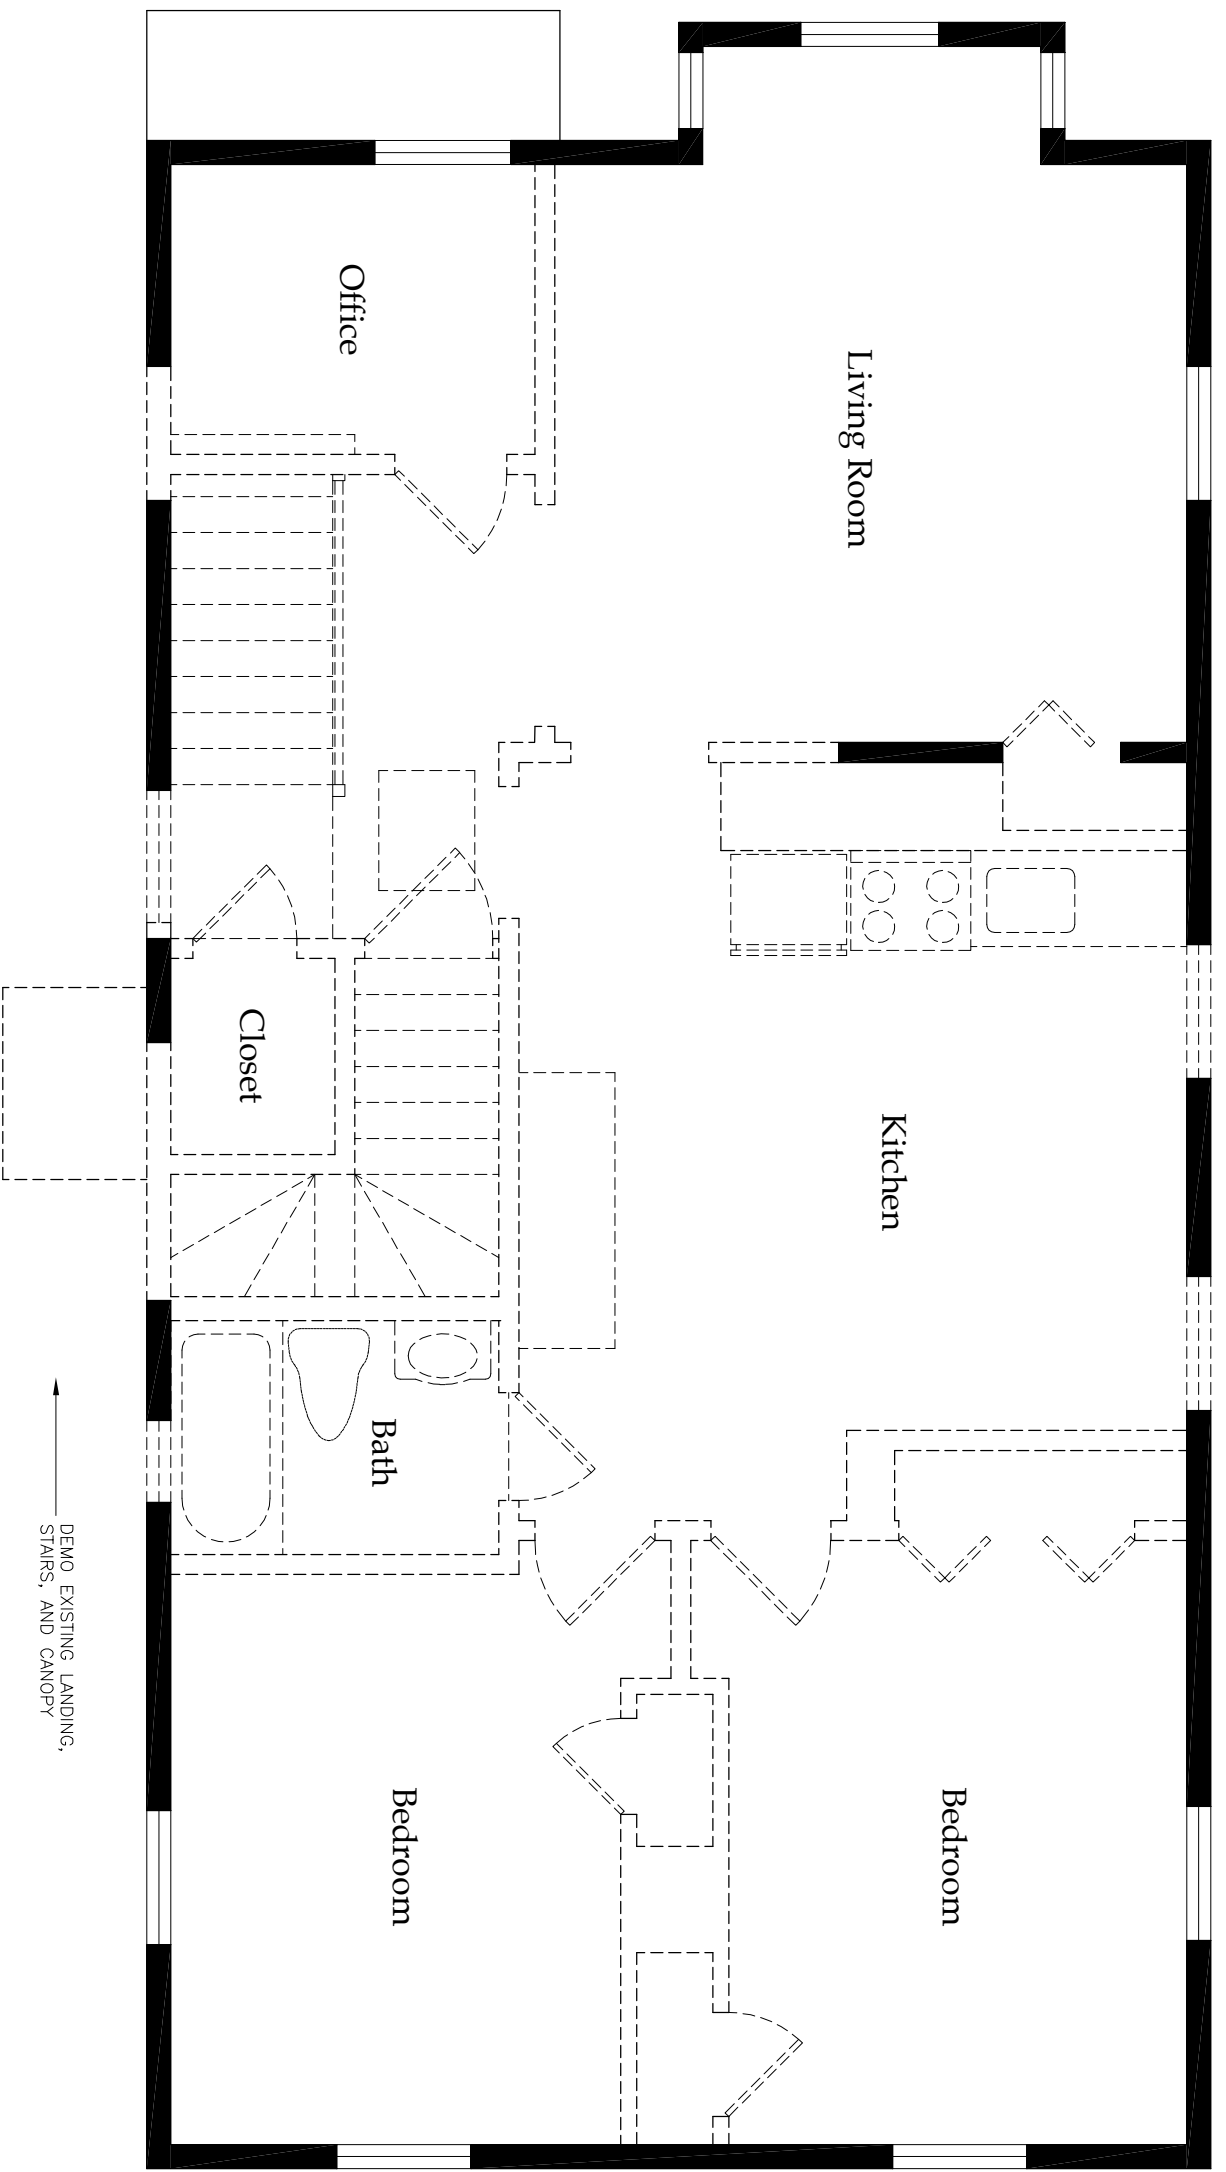 Office
Living Room
Closet
Kitchen
Bath
DEMO EXISTING LANDING,
STAIRS, AND CANOPY
Bedroom
Bedroom